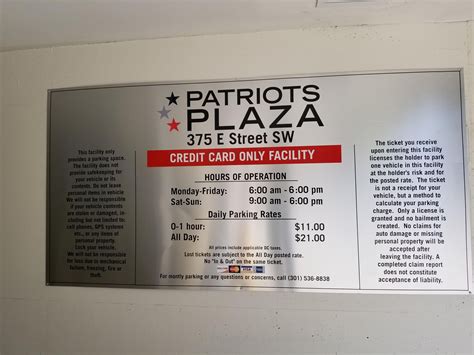 PATRIOTS
PLAZA
375 E Street SW
CREDIT CARD ONLY FACILITY
HOURS OF OPERATION
Monday-Friday: 6:00 am - 6:00 pm
Sat-Sun: 9:00 am - 6:00 pm
Daily Parking Rates
0-1 hour: $11.00
All Day: $21.00
All prices include applicable DC taxes.
Lost tickets are subject to the All Day posted rate.
No "In & Out" on the same ticket.
VISA
For montly parking or any questions or concerns, call (301) 536-8838
This facility only
provides a parking space.
The facility does not
provide safekeeping for
your vehicle or its
contents. Do not leave
personal items in vehicle.
We will not be responsible
if your vehicle contents
are stolen or damaged, in-
cluding but not limited to:
cell phones, GPS systems
etc., or any items of
personal property.
Lock your vehicle.
We will not be responsible
for loss due to mechanical
failure, freezing, fire or
theft.
The ticket you receive
upon entering this facility
licenses the holder to park
one vehicle in this facility
at the holder's risk and for
the posted rate. The ticket
is not a receipt for your
vehicle, but a method to
calculate your parking
charge. Only a license is
granted and no bailment is
created. No claims for
auto damage or missing
personal property will be
accepted after
leaving the facility. A
completed claim report
does not constitute
acceptance of liability.